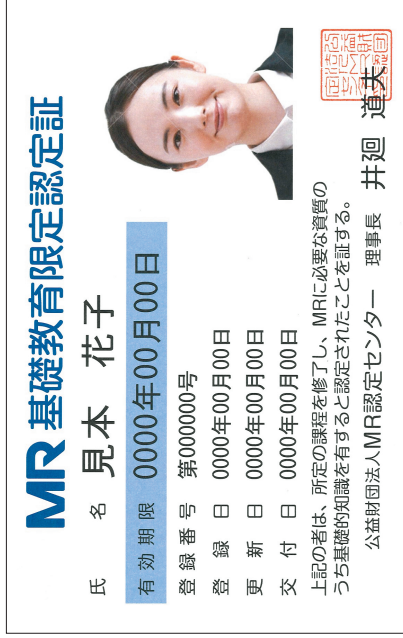 MR 基礎教育限定認定証
氏名 見本 花子
有効期限 0000年00月00日
登録番号 第000000号
登録日 0000年00月00日
更新日 0000年00月00日
交付日 0000年00月00日
上記の者は、所定の課程を修了し、MRに必要な資質の
うち基礎的知識を有すると認定されたことを証する。
公益財団法人MR認定センター 理事長 井廻 道夫